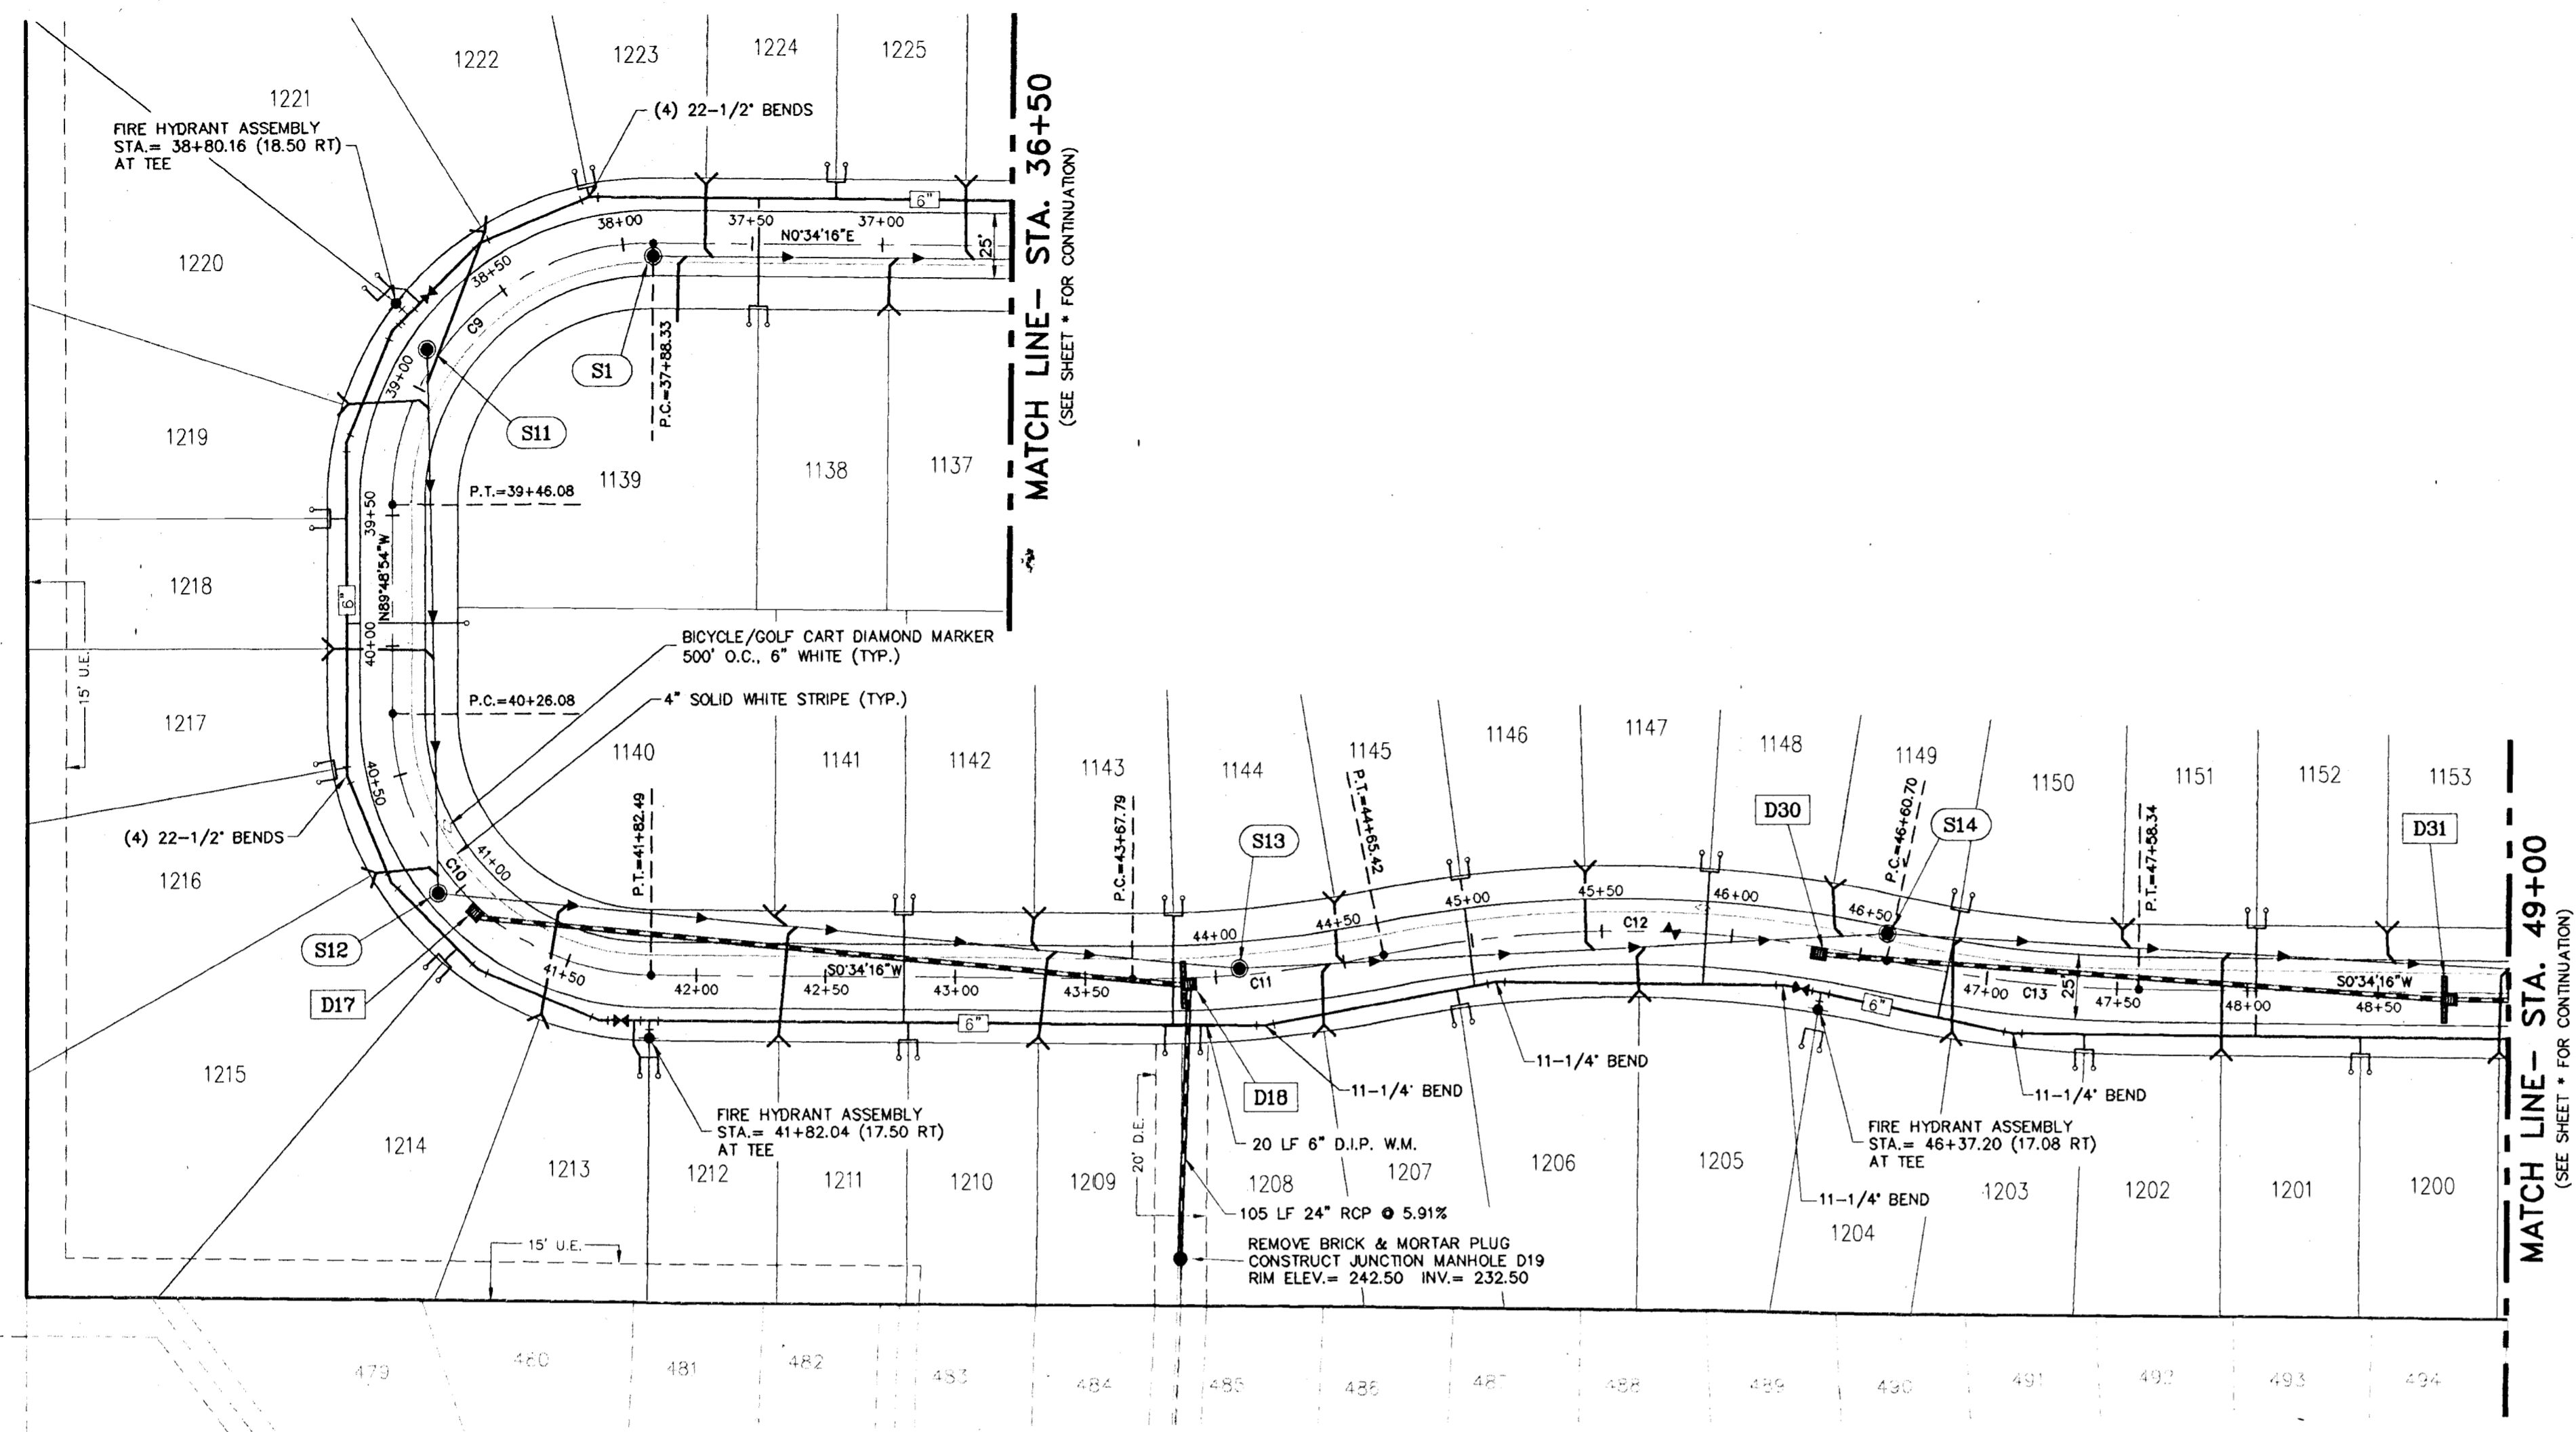 1221
1222
1223
1224
1225
FIRE HYDRANT ASSEMBLY
STA.= 38+80.16 (18.50 RT)
AT TEE
(4) 22-1/2° BENDS
6"
38+00
37+50
37+00
N0°34'16"E
25'
MATCH LINE- STA. 36+50
(SEE SHEET * FOR CONTINUATION)
1220
38+50
C9
39+00
S1
P.C.=37+88.33
S11
1219
1139
1138
1137
P.T.=39+46.08
39+50
N89°48'54"W
1218
6"
40+00
15' U.E.
BICYCLE/GOLF CART DIAMOND MARKER
500' O.C., 6" WHITE (TYP.)
P.C.=40+26.08
4" SOLID WHITE STRIPE (TYP.)
1217
40+50
1140
1141
1142
1143
1144
1145
1146
1147
1148
1149
1150
1151
1152
1153
(4) 22-1/2° BENDS
1216
C10
41+00
P.T.=41+82.49
P.C.=43+67.79
S13
P.T.=44+65.42
D30
P.C.=46+60.70
S14
P.T.=47+58.34
D31
S12
D17
41+50
42+00
42+50
S0°34'16"W
43+00
43+50
44+00
C11
44+50
45+00
45+50
C12
46+00
46+50
47+00
C13
25'
47+50
48+00
S0°34'16"W
48+50
6"
6"
MATCH LINE- STA. 49+00
(SEE SHEET * FOR CONTINUATION)
1215
1214
1213
1212
1211
1210
1209
1208
1207
1206
1205
1204
1203
1202
1201
1200
FIRE HYDRANT ASSEMBLY
STA.= 41+82.04 (17.50 RT)
AT TEE
20' D.E.
D18
11-1/4° BEND
11-1/4° BEND
20 LF 6" D.I.P. W.M.
105 LF 24" RCP @ 5.91%
REMOVE BRICK & MORTAR PLUG
CONSTRUCT JUNCTION MANHOLE D19
RIM ELEV.= 242.50 INV.= 232.50
FIRE HYDRANT ASSEMBLY
STA.= 46+37.20 (17.08 RT)
AT TEE
11-1/4° BEND
11-1/4° BEND
15' U.E.
479
480
481
482
483
484
485
486
487
488
489
490
491
492
493
494